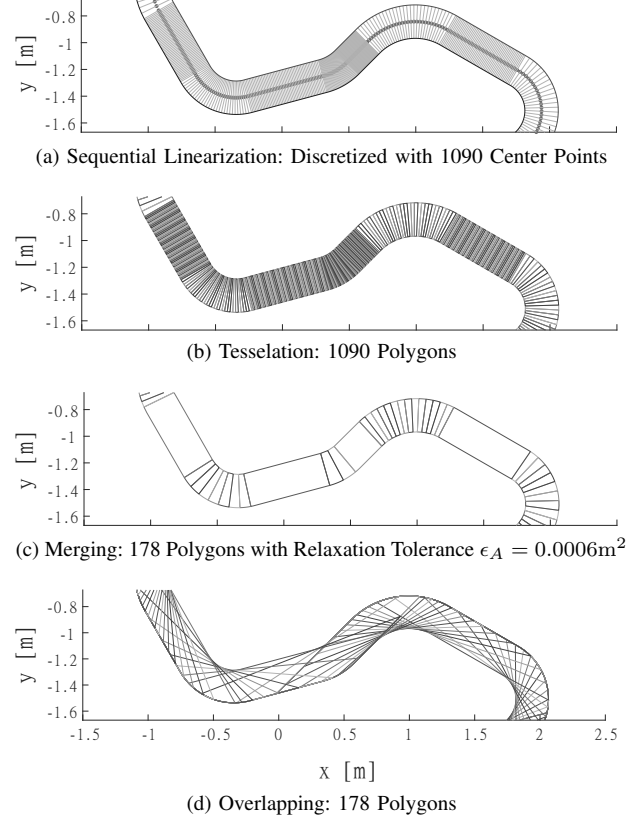 -0.8
-1
-1.2
-1.4
-1.6
y [m]
(a) Sequential Linearization: Discretized with 1090 Center Points
-0.8
-1
-1.2
-1.4
-1.6
y [m]
(b) Tesselation: 1090 Polygons
-0.8
-1
-1.2
-1.4
-1.6
y [m]
(c) Merging: 178 Polygons with Relaxation Tolerance ϵ_A = 0.0006m²
-0.8
-1
-1.2
-1.4
-1.6
y [m]
-1.5 -1 -0.5 0 0.5 1 1.5 2 2.5
x [m]
(d) Overlapping: 178 Polygons